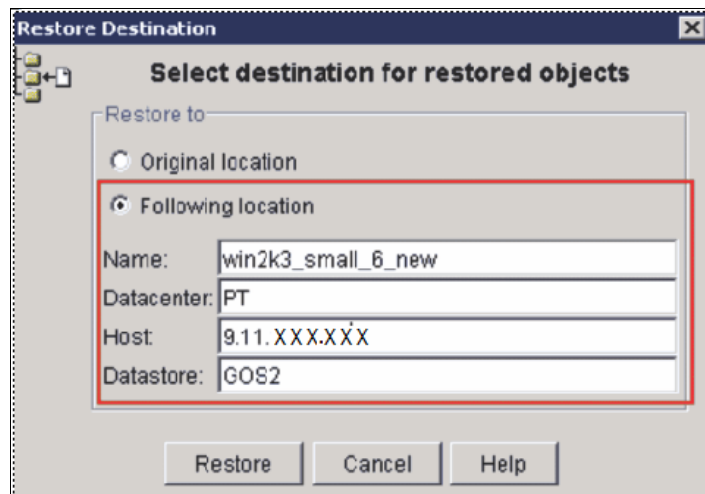 Restore Destination
Select destination for restored objects
Restore to
Original location
Following location
Name: win2k3_small_6_new
Datacenter: PT
Host: 9.11.XXX.XXX
Datastore: GOS2
Restore Cancel Help